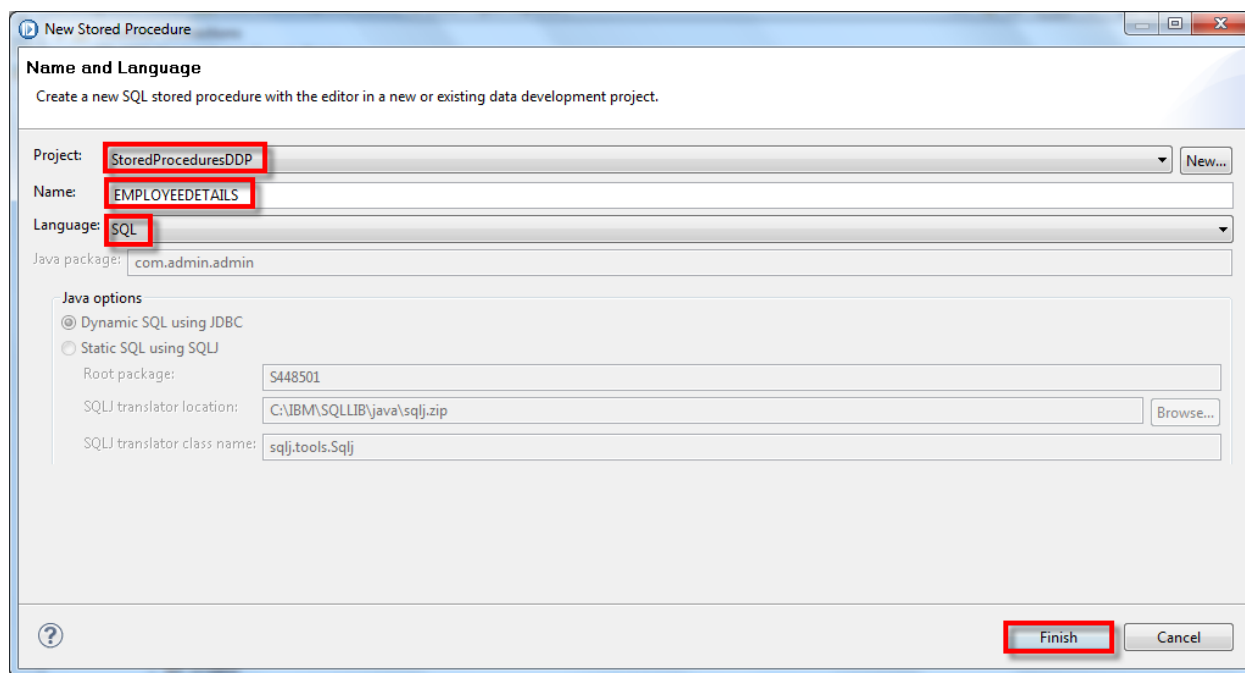 New Stored Procedure
Name and Language
Create a new SQL stored procedure with the editor in a new or existing data development project.
Project: StoredProceduresDDP New...
Name: EMPLOYEEDETAILS
Language: SQL
Java package: com.admin.admin
Java options
Dynamic SQL using JDBC
Static SQL using SQLJ
Root package: S448501
SQLJ translator location: C:\IBM\SQLLIB\java\sqlj.zip Browse...
SQLJ translator class name: sqlj.tools.Sqlj
? Finish Cancel